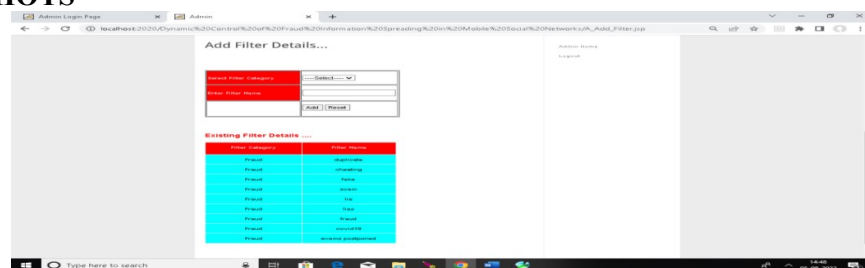 HOTS
Admin Login Page
Admin
localhost:2020/Dynamic%20Control%20of%20Fraud%20Information%20Spreading%20in%20Mobile%20Social%20Networks/A_Add_Filter.jsp
Add Filter Details...
Admin Home
Logout
Select Filter Category
----Select----
Enter Filter Name
Add Reset
Existing Filter Details ....
Filter Category Filter Name
Fraud duplicate
Fraud cheating
Fraud fake
Fraud scam
Fraud lie
Fraud
Fraud fraud
Fraud covid19
Fraud exams postponed
Type here to search
14:48